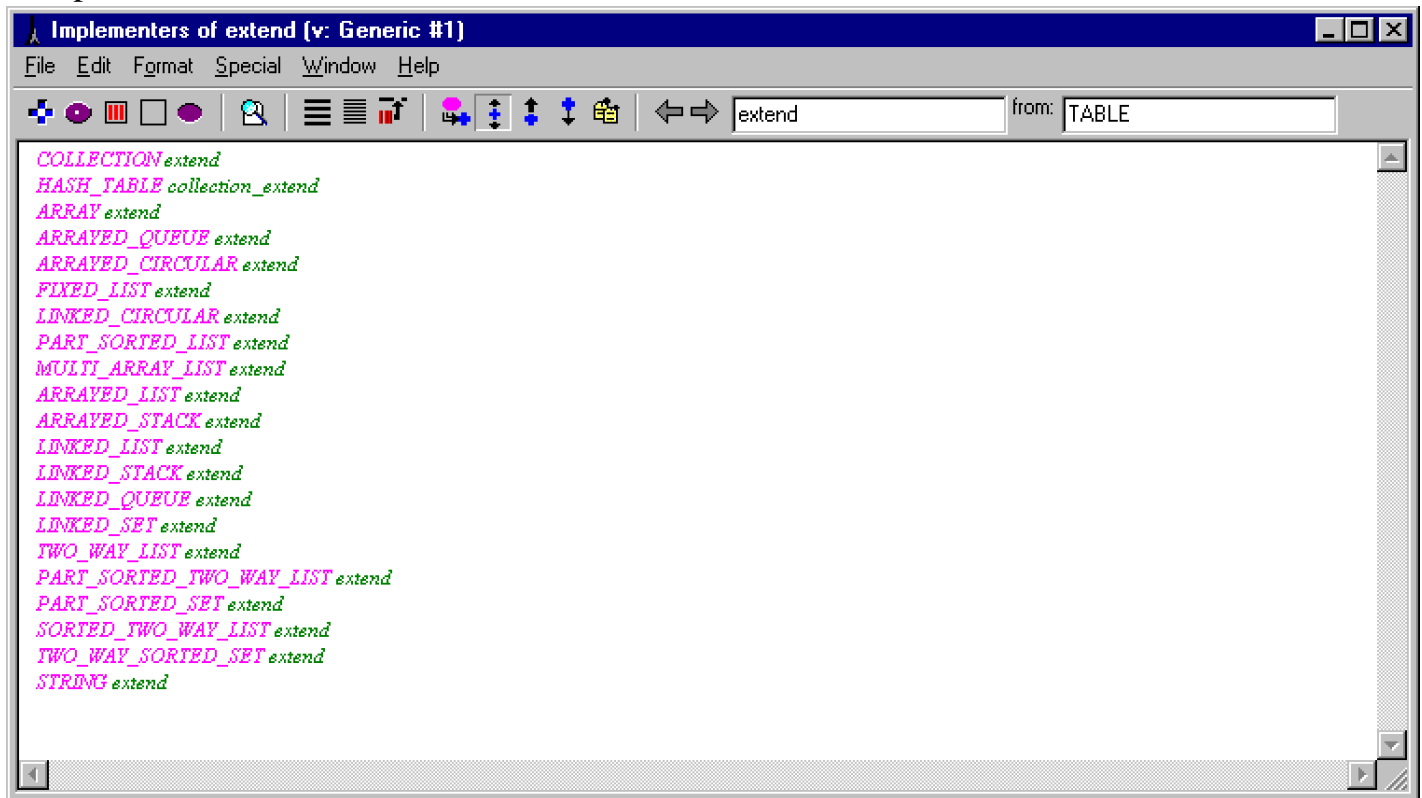 Implementers of extend (v: Generic #1)
File Edit Format Special Window Help
extend from: TABLE
COLLECTION extend
HASH_TABLE collection_extend
ARRAY extend
ARRAYED_QUEUE extend
ARRAYED_CIRCULAR extend
FIXED_LIST extend
LINKED_CIRCULAR extend
PART_SORTED_LIST extend
MULTI_ARRAY_LIST extend
ARRAYED_LIST extend
ARRAYED_STACK extend
LINKED_LIST extend
LINKED_STACK extend
LINKED_QUEUE extend
LINKED_SET extend
TWO_WAY_LIST extend
PART_SORTED_TWO_WAY_LIST extend
PART_SORTED_SET extend
SORTED_TWO_WAY_LIST extend
TWO_WAY_SORTED_SET extend
STRING extend